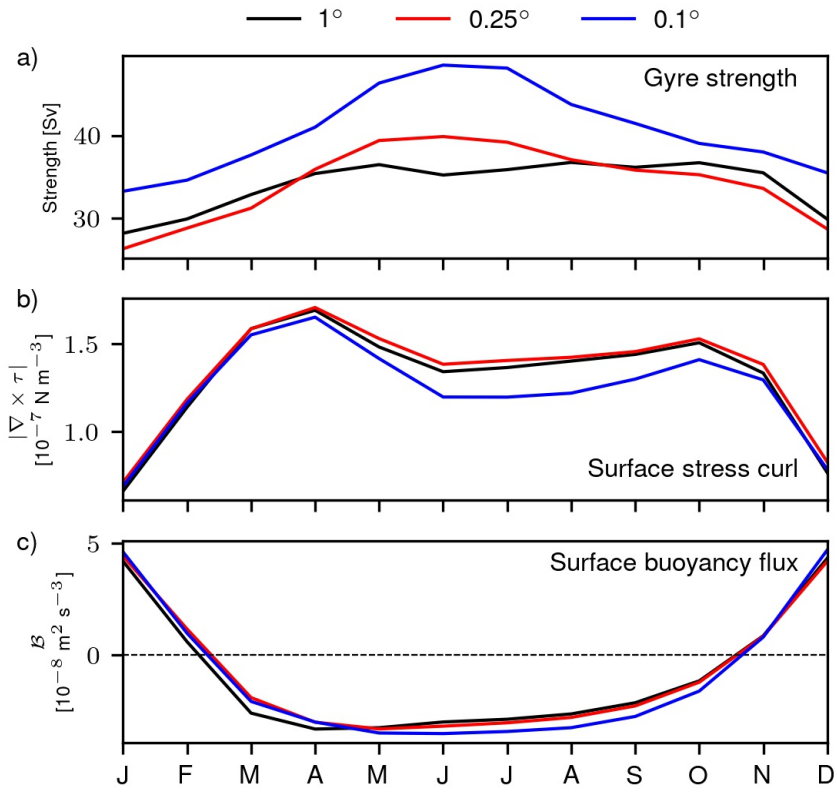 1° 0.25° 0.1°
a)
Gyre strength
Strength [Sv]
40
30
b)
|∇ × τ|
[10⁻⁷ N m⁻³]
1.5
1.0
Surface stress curl
c)
Surface buoyancy flux
ℬ
[10⁻⁸ m² s⁻³]
5
0
J F M A M J J A S O N D